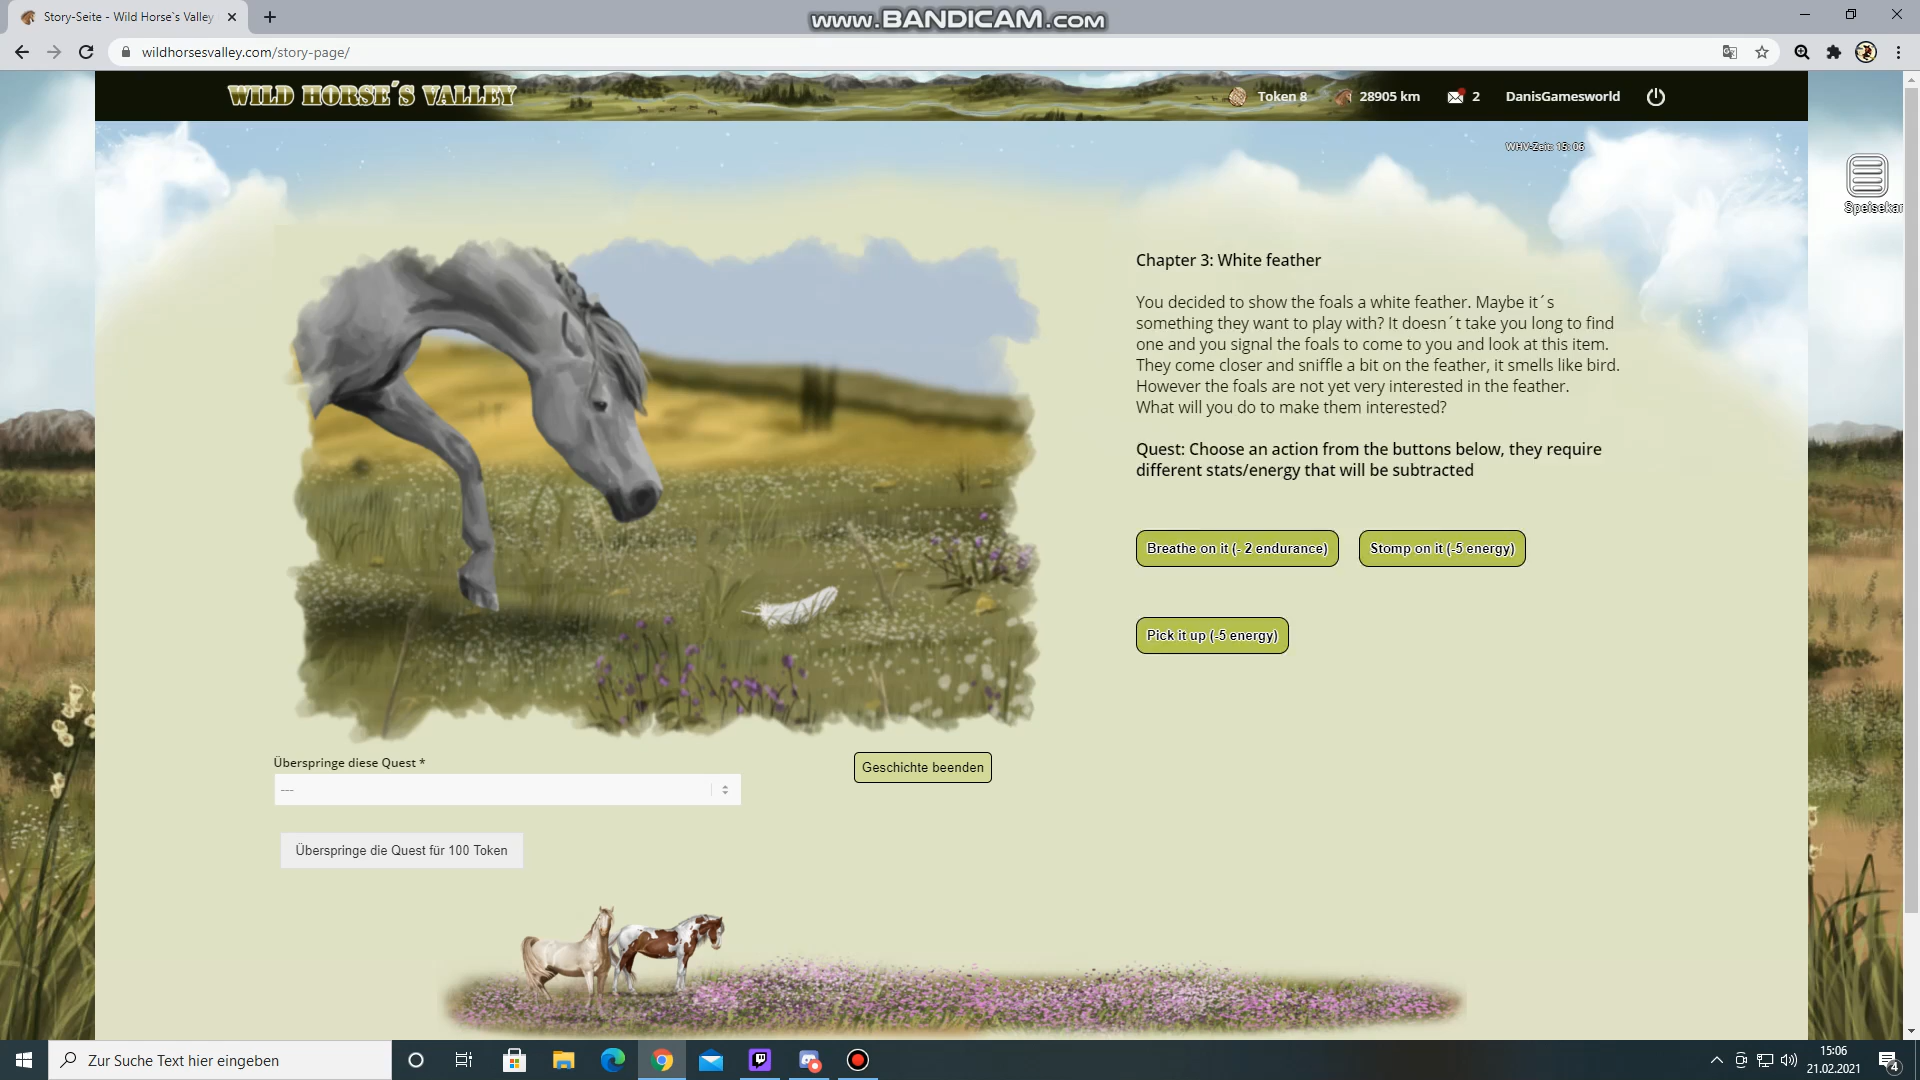 Story-Seite - Wild Horse`s Valley
www.BANDICAM.com
wildhorsesvalley.com/story-page/
WILD HORSE´S VALLEY
Token 8
28905 km
2
DanisGamesworld
WHV-Zeit: 15:06
Chapter 3: White feather
You decided to show the foals a white feather. Maybe it´s
something they want to play with? It doesn´t take you long to find
one and you signal the foals to come to you and look at this item.
They come closer and sniffle a bit on the feather, it smells like bird.
However the foals are not yet very interested in the feather.
What will you do to make them interested?
Quest: Choose an action from the buttons below, they require
different stats/energy that will be subtracted
Breathe on it (- 2 endurance)
Stomp on it (-5 energy)
Pick it up (-5 energy)
Überspringe diese Quest *
---
Geschichte beenden
Überspringe die Quest für 100 Token
Zur Suche Text hier eingeben
15:06
21.02.2021
4